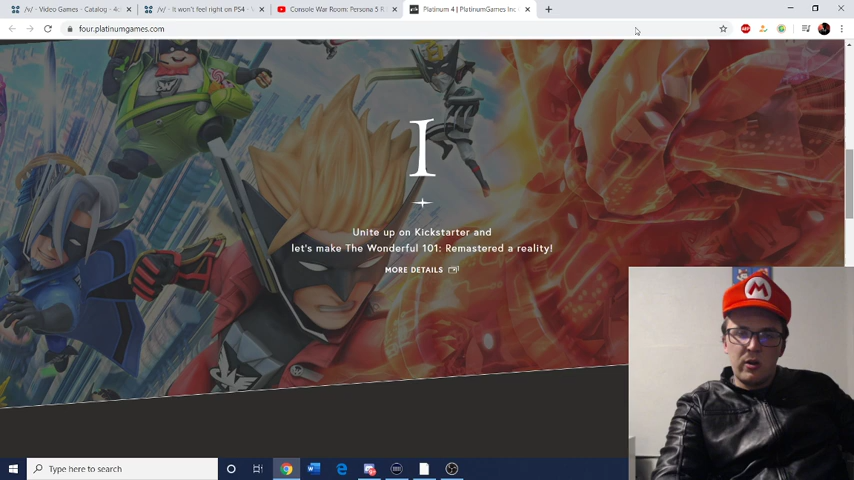 /v/ - Video Games - Catalog - 4c
/v/ - It won't feel right on PS4 - V
Console War Room: Persona 5 R
Platinum 4 | PlatinumGames Inc
four.platinumgames.com
ABP
I
Unite up on Kickstarter and
let's make The Wonderful 101: Remastered a reality!
MORE DETAILS
M
Type here to search